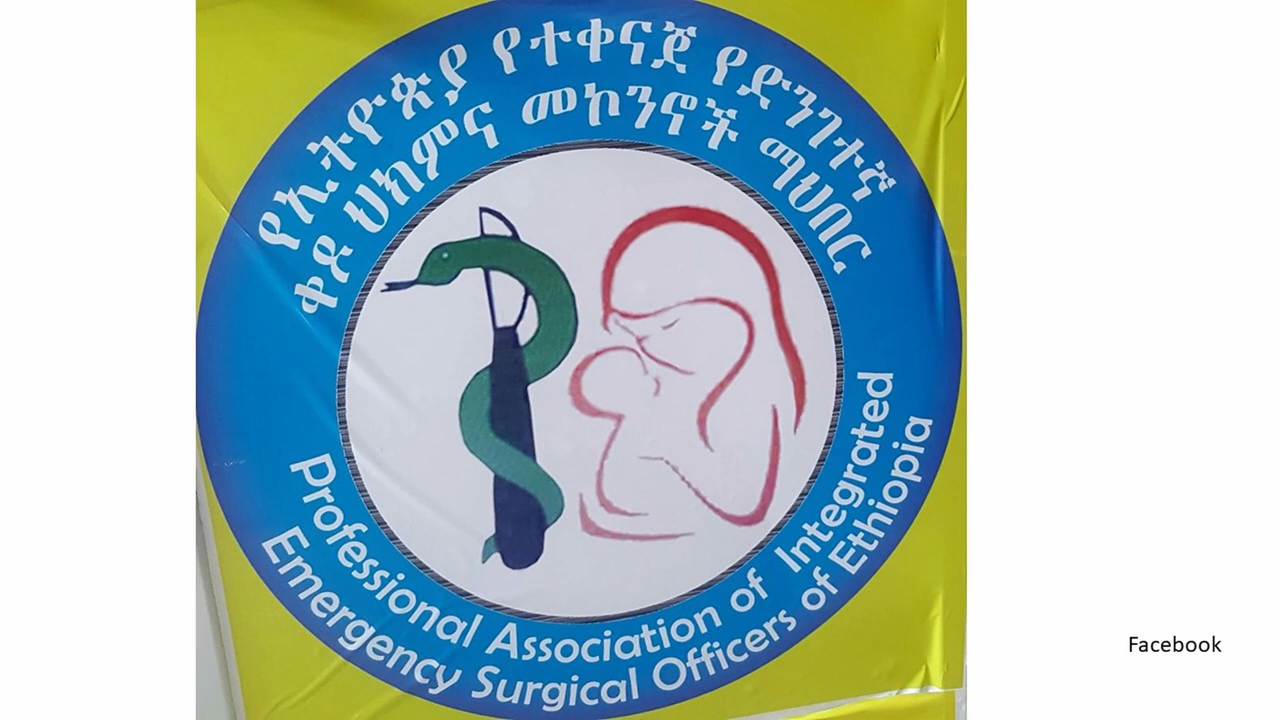 የኢትዮጵያ የተቀናጀ የድንገተኛ
ቀዶ ህክምና መኮንኖች ማህበር
Professional Association of Integrated
Emergency Surgical Officers of Ethiopia
Facebook